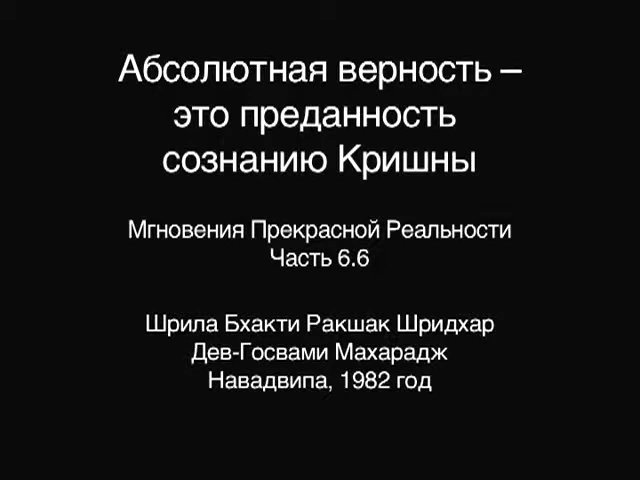 Абсолютная верность –
это преданность
сознанию Кришны
Мгновения Прекрасной Реальности
Часть 6.6
Шрила Бхакти Ракшак Шридхар
Дев-Госвами Махарадж
Навадвипа, 1982 год